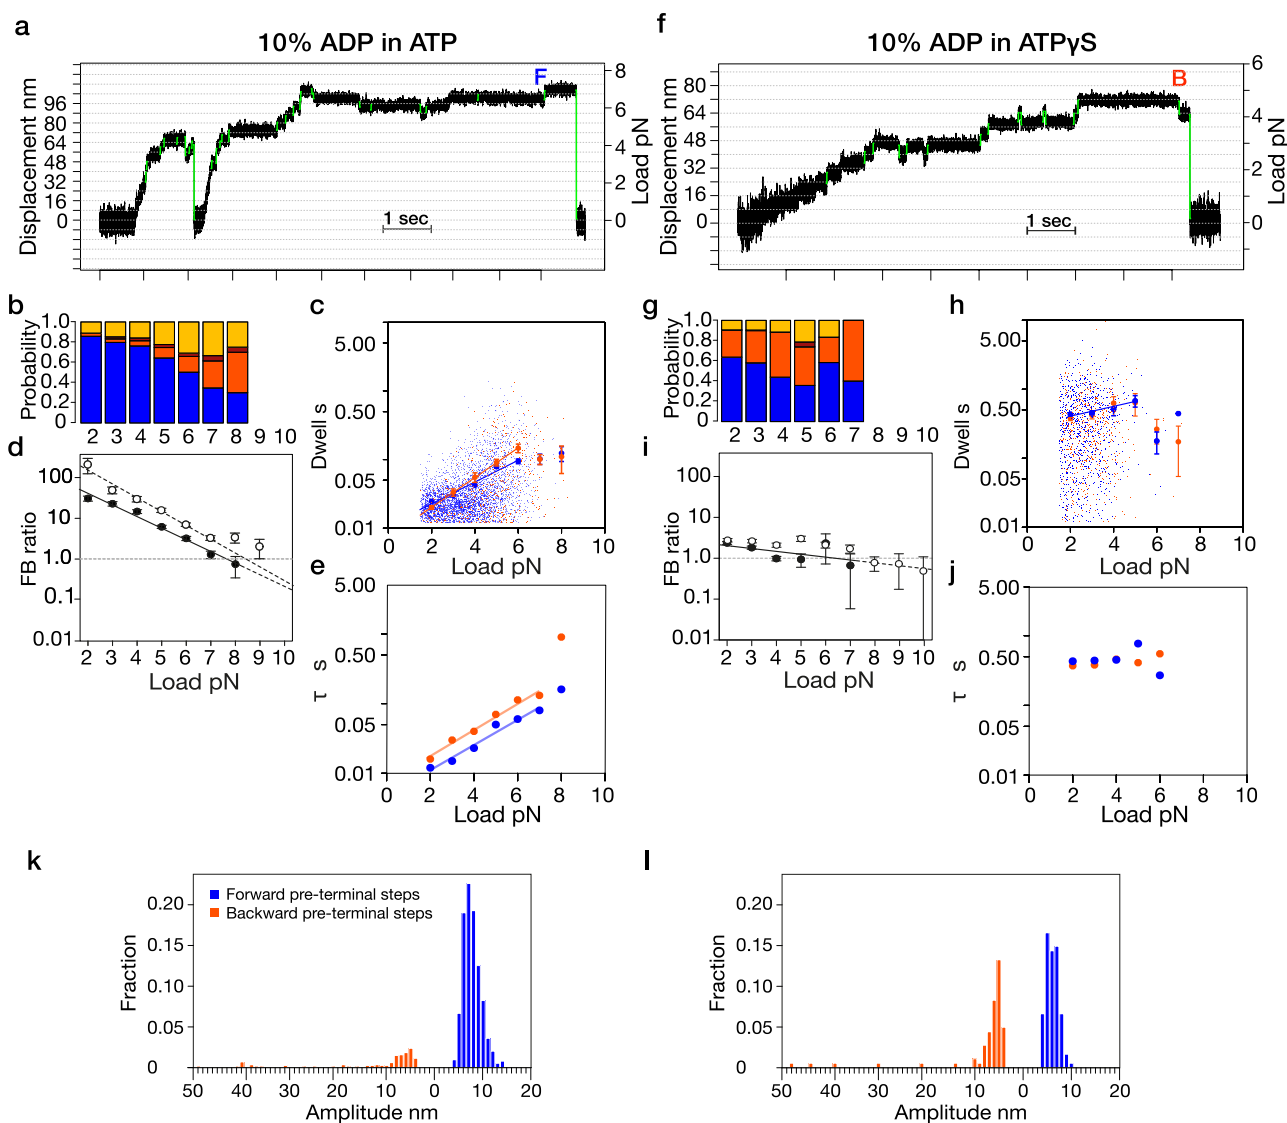 a
10% ADP in ATP
F
Displacement nm
96
80
64
48
32
16
0
8
6
4
2
0
Load pN
1 sec
f
10% ADP in ATPγS
B
Displacement nm
80
64
48
32
16
0
6
4
2
0
Load pN
1 sec
b
Probability
1.0
0.8
0.6
0.4
0.2
0
2 3 4 5 6 7 8 9 10
c
Dwell s
5.00
0.50
0.05
0.01
0 2 4 6 8 10
Load pN
d
FB ratio
100
10
1.0
0.1
0.01
2 3 4 5 6 7 8 9 10
Load pN
e
τ s
5.00
0.50
0.05
0.01
0 2 4 6 8 10
Load pN
g
Probability
1.0
0.8
0.6
0.4
0.2
0
2 3 4 5 6 7 8 9 10
h
Dwell s
5.00
0.50
0.05
0.01
0 2 4 6 8 10
Load pN
i
FB ratio
100
10
1.0
0.1
0.01
2 3 4 5 6 7 8 9 10
Load pN
j
τ s
5.00
0.50
0.05
0.01
0 2 4 6 8 10
Load pN
k
Forward pre-terminal steps
Backward pre-terminal steps
Fraction
0.20
0.15
0.10
0.05
0
50 40 30 20 10 0 10 20
Amplitude nm
l
Fraction
0.20
0.15
0.10
0.05
0
50 40 30 20 10 0 10 20
Amplitude nm